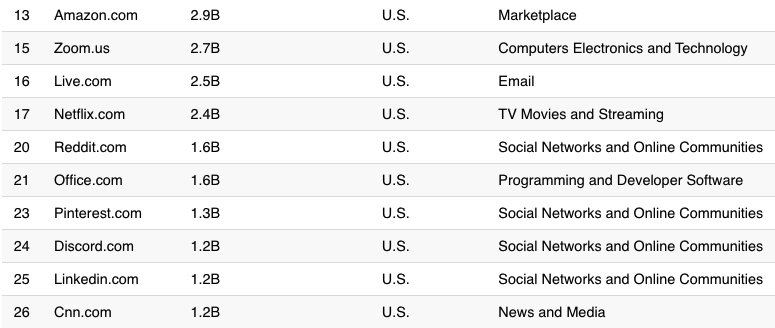 13 Amazon.com 2.9B U.S. Marketplace
15 Zoom.us 2.7B U.S. Computers Electronics and Technology
16 Live.com 2.5B U.S. Email
17 Netflix.com 2.4B U.S. TV Movies and Streaming
20 Reddit.com 1.6B U.S. Social Networks and Online Communities
21 Office.com 1.6B U.S. Programming and Developer Software
23 Pinterest.com 1.3B U.S. Social Networks and Online Communities
24 Discord.com 1.2B U.S. Social Networks and Online Communities
25 Linkedin.com 1.2B U.S. Social Networks and Online Communities
26 Cnn.com 1.2B U.S. News and Media